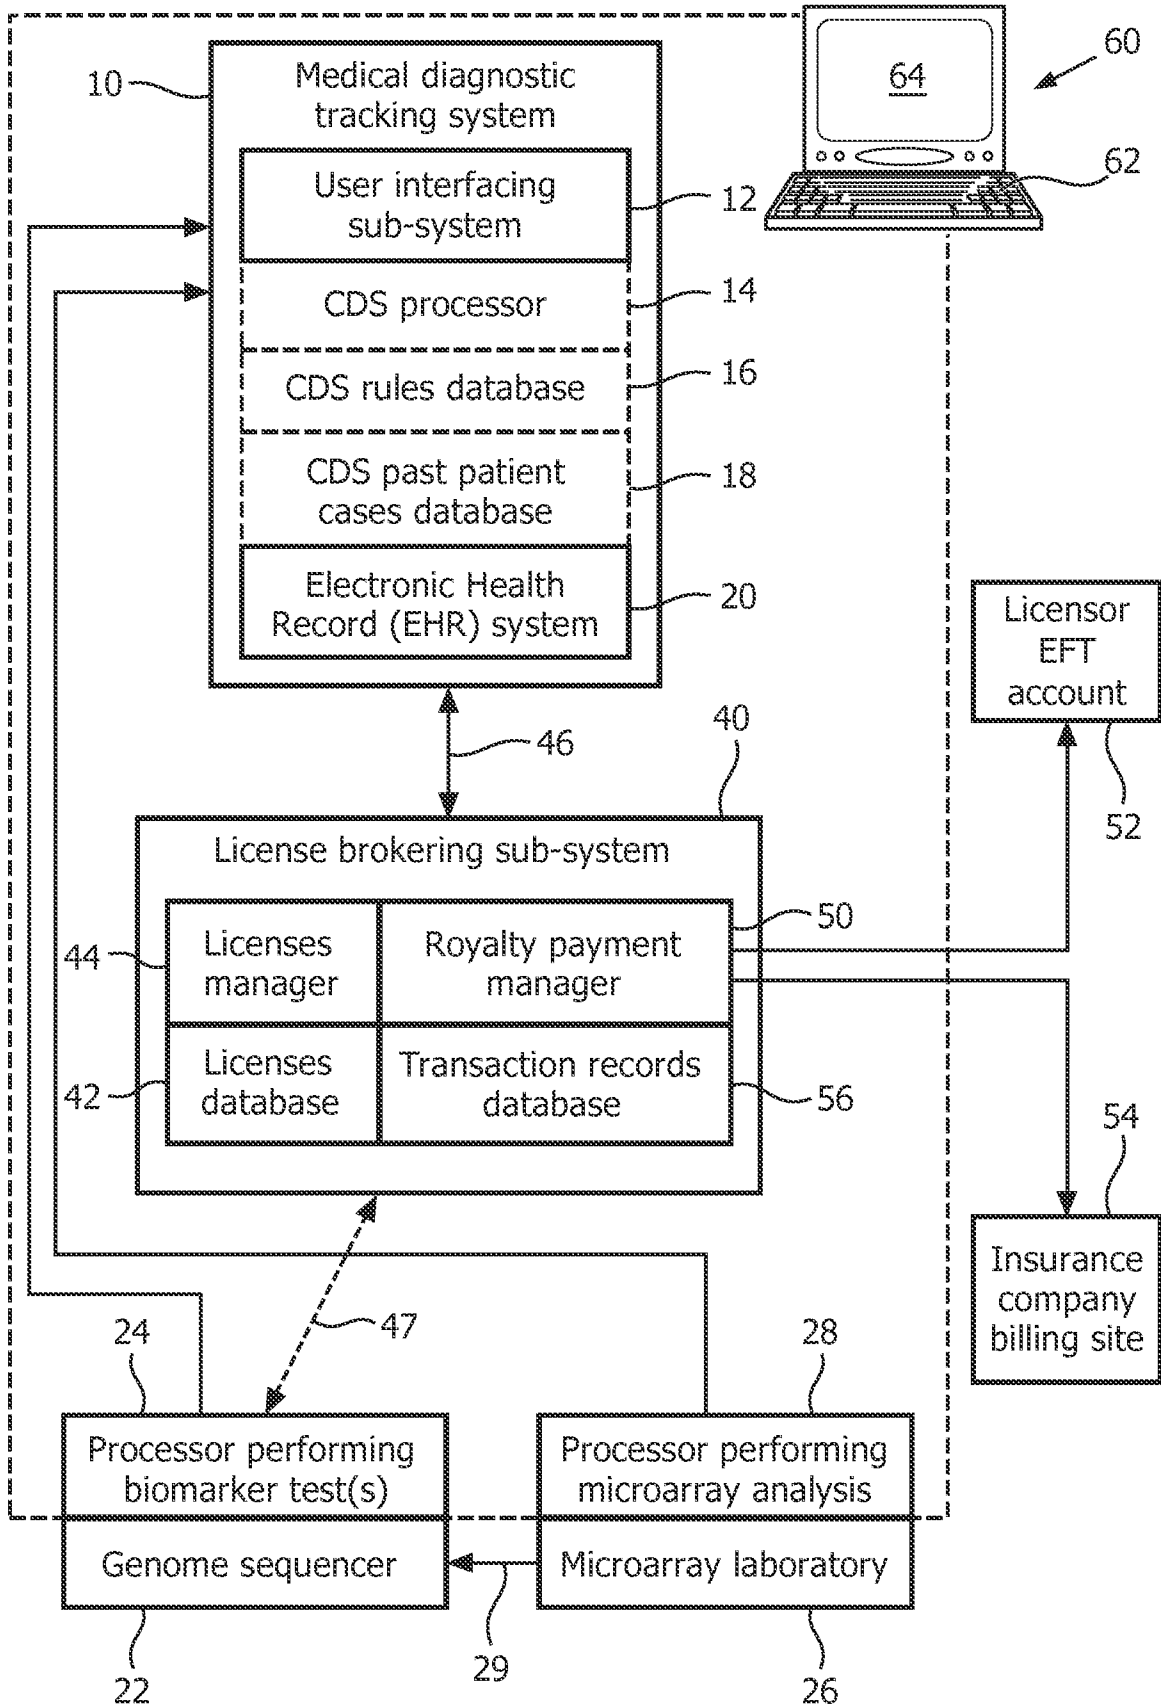 10
Medical diagnostic
tracking system
64
60
62
User interfacing
sub-system
12
CDS processor
14
CDS rules database
16
CDS past patient
cases database
18
Electronic Health
Record (EHR) system
20
Licensor
EFT
account
52
46
40
License brokering sub-system
44
Licenses
manager
Royalty payment
manager
50
42
Licenses
database
Transaction records
database
56
54
Insurance
company
billing site
47
24
28
Processor performing
biomarker test(s)
Processor performing
microarray analysis
Genome sequencer
Microarray laboratory
22
29
26